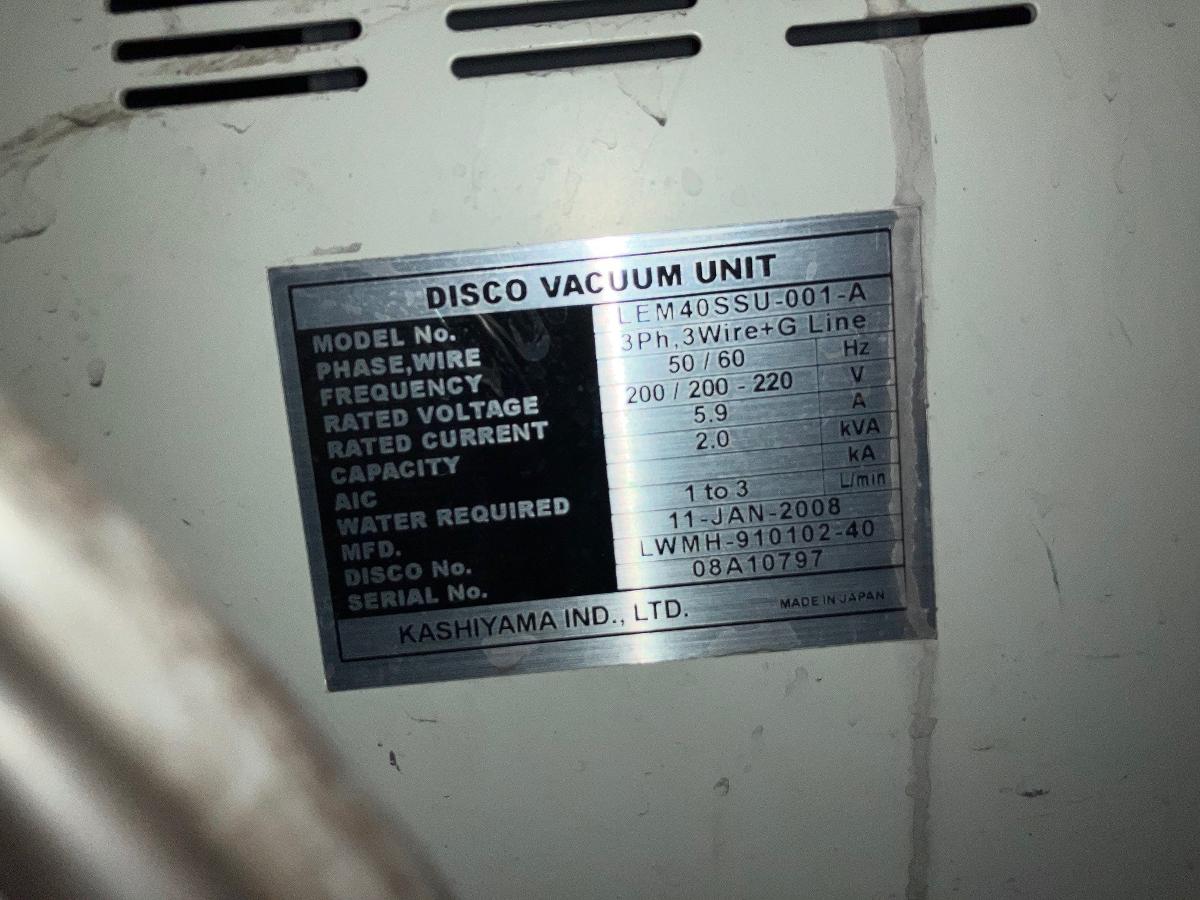 DISCO VACUUM UNIT
MODEL No. LEM40SSU-001-A
PHASE,WIRE 3Ph,3Wire+G Line
FREQUENCY 50 / 60 Hz
RATED VOLTAGE 200 / 200 - 220 V
RATED CURRENT 5.9 A
CAPACITY 2.0 kVA
AIC kA
WATER REQUIRED 1 to 3 L/min
MFD. 11-JAN-2008
DISCO No. LWMH-910102-40
SERIAL No. 08A10797
KASHIYAMA IND., LTD. MADE IN JAPAN